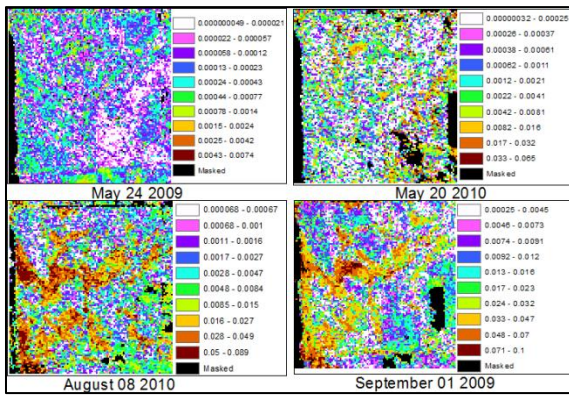 0.000000049 - 0.000021
0.000022 - 0.000057
0.000058 - 0.00012
0.00013 - 0.00023
0.00024 - 0.00043
0.00044 - 0.00077
0.00078 - 0.0014
0.0015 - 0.0024
0.0025 - 0.0042
0.0043 - 0.0074
Masked
May 24 2009
0.00000032 - 0.00025
0.00026 - 0.00037
0.00038 - 0.00061
0.00062 - 0.0011
0.0012 - 0.0021
0.0022 - 0.0041
0.0042 - 0.0081
0.0082 - 0.016
0.017 - 0.032
0.033 - 0.065
Masked
May 20 2010
0.000068 - 0.00067
0.00068 - 0.001
0.0011 - 0.0016
0.0017 - 0.0027
0.0028 - 0.0047
0.0048 - 0.0084
0.0085 - 0.015
0.016 - 0.027
0.028 - 0.049
0.05 - 0.089
Masked
August 08 2010
0.00025 - 0.0045
0.0046 - 0.0073
0.0074 - 0.0091
0.0092 - 0.012
0.013 - 0.016
0.017 - 0.023
0.024 - 0.032
0.033 - 0.047
0.048 - 0.07
0.071 - 0.1
Masked
September 01 2009